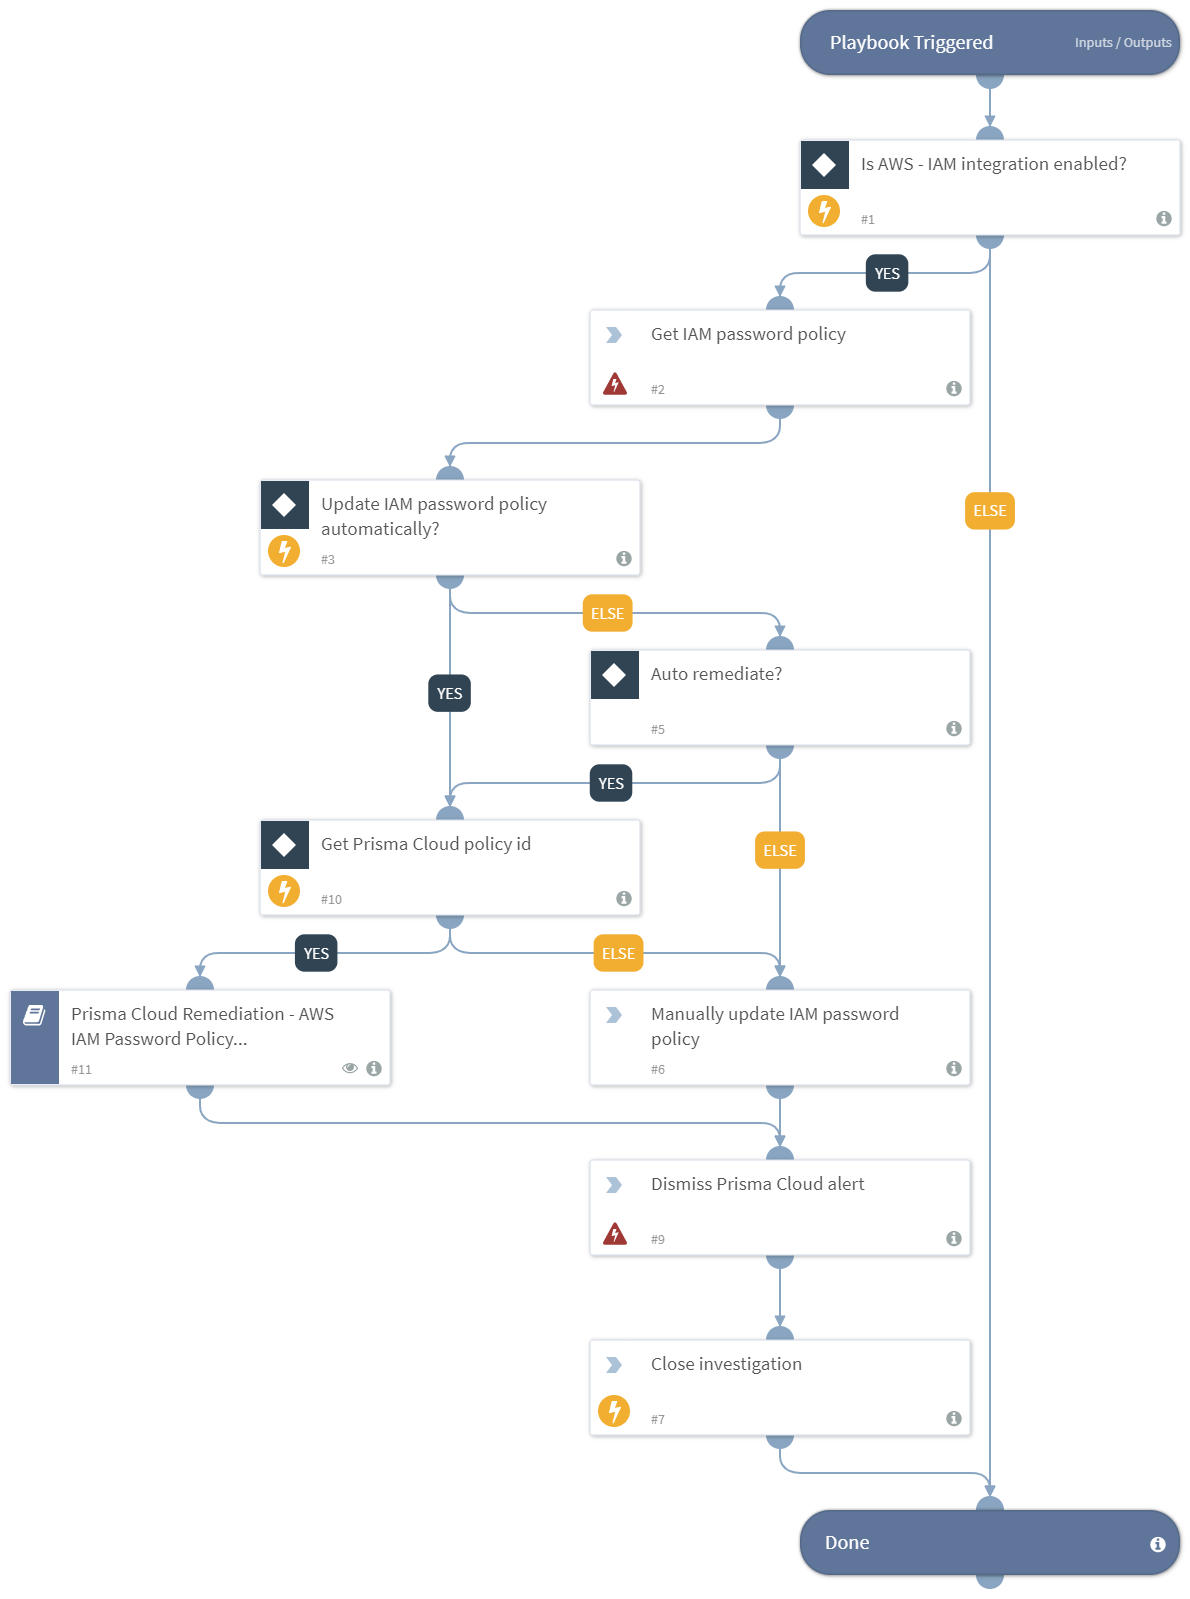 Playbook Triggered
Inputs / Outputs
Is AWS - IAM integration enabled?
#1
YES
Get IAM password policy
#2
ELSE
Update IAM password policy
automatically?
#3
ELSE
YES
Auto remediate?
#5
YES
ELSE
Get Prisma Cloud policy id
#10
YES
ELSE
Prisma Cloud Remediation - AWS
IAM Password Policy...
#11
Manually update IAM password
policy
#6
Dismiss Prisma Cloud alert
#9
Close investigation
#7
Done